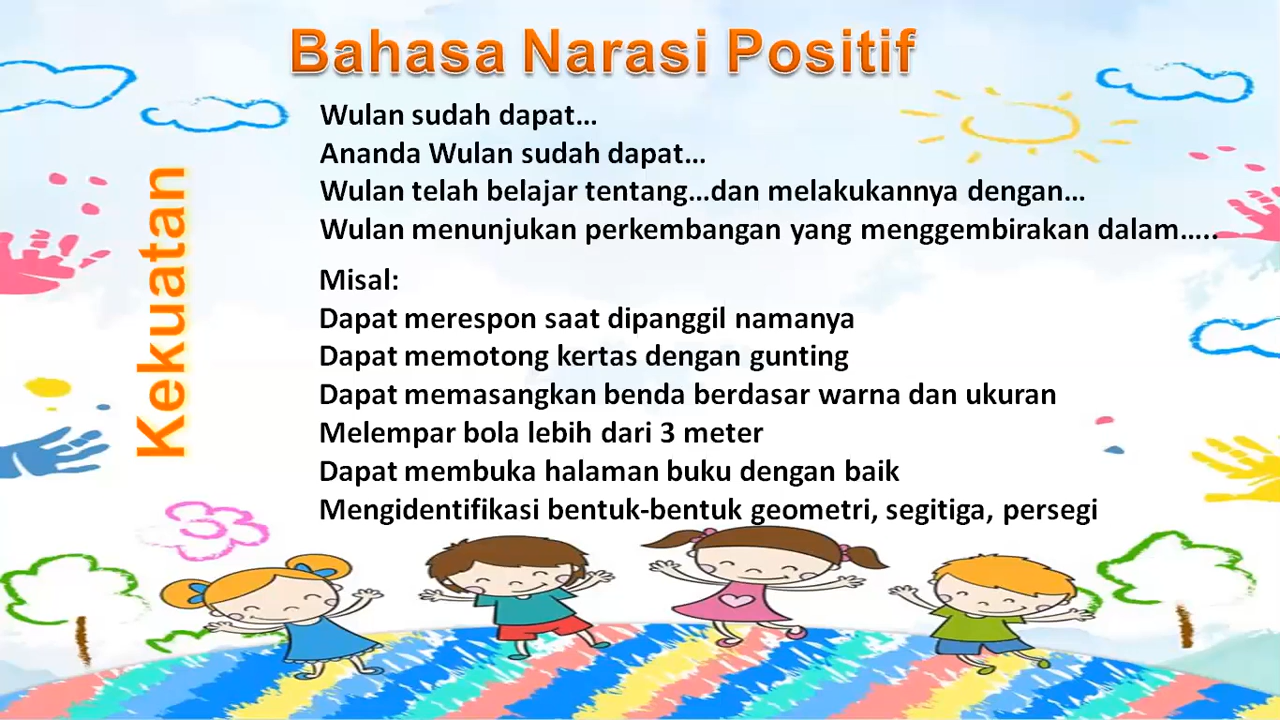 Bahasa Narasi Positif
Kekuatan
Wulan sudah dapat...
Ananda Wulan sudah dapat...
Wulan telah belajar tentang...dan melakukannya dengan...
Wulan menunjukan perkembangan yang menggembirakan dalam.....
Misal:
Dapat merespon saat dipanggil namanya
Dapat memotong kertas dengan gunting
Dapat memasangkan benda berdasar warna dan ukuran
Melempar bola lebih dari 3 meter
Dapat membuka halaman buku dengan baik
Mengidentifikasi bentuk-bentuk geometri, segitiga, persegi